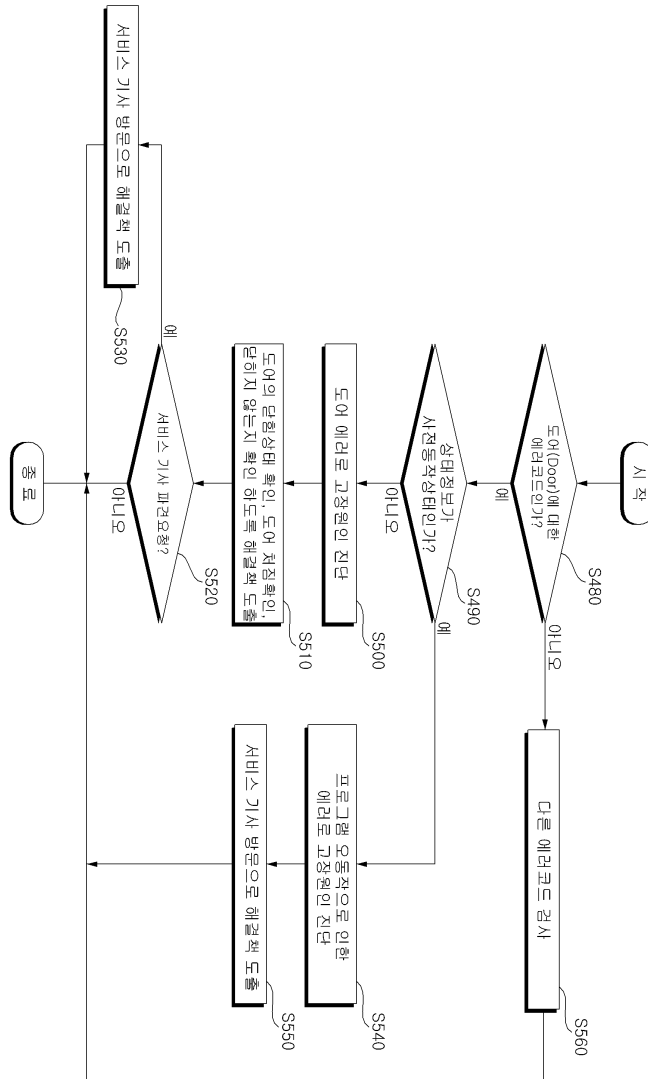 시 작
도어(Door)에 대한
에러코드인가?
S480
아니오
예
다른 에러코드 검사
S560
상태정보가
사전동작상태인가?
S490
예
아니오
도어 에러로 고장원인 진단
S500
프로그램 오동작으로 인한
에러로 고장원인 진단
S540
도어의 닫힘상태 확인, 도어 처짐확인,
닫히지 않는지 확인 하도록 해결책 도출
S510
서비스 기사 방문으로 해결책 도출
S550
서비스 기사 파견요청?
S520
예
아니오
서비스 기사 방문으로 해결책 도출
S530
종 료